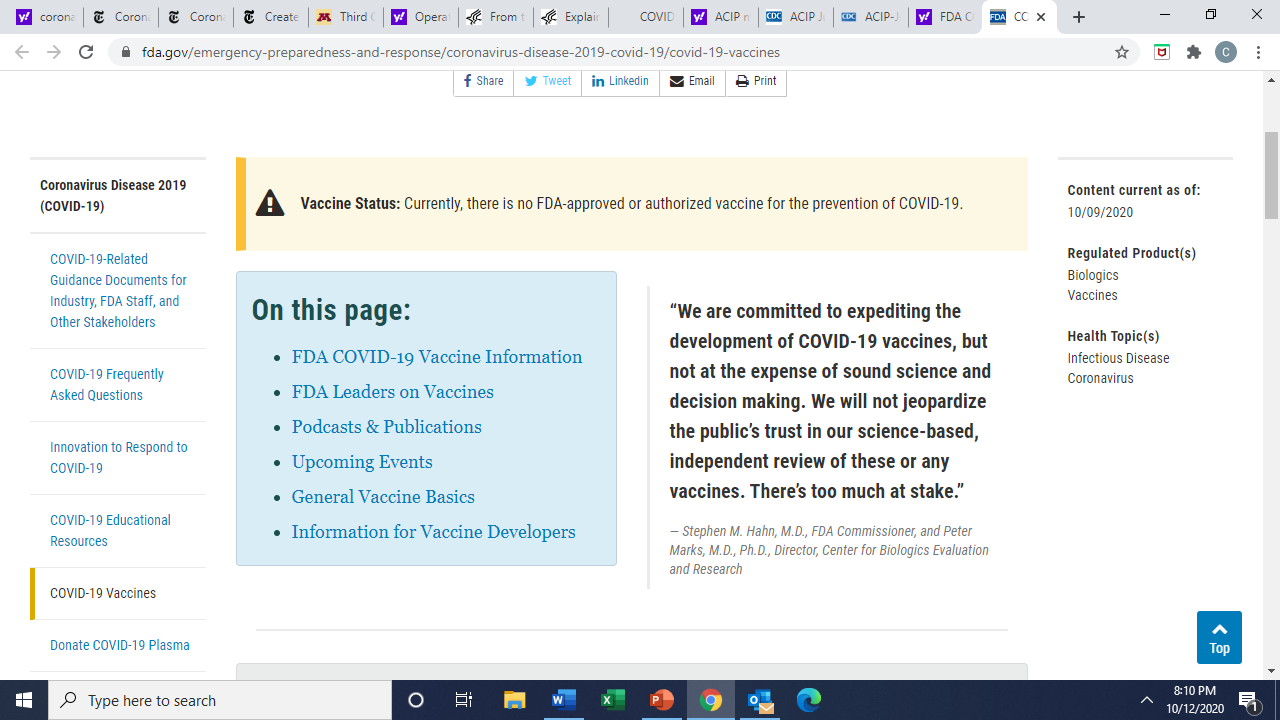 corona
Corona
Corona
Create
Third C
Opera
From t
Explair
COVID
ACIP m
CDC
ACIP J
CDC
ACIP-J
FDA C
FDA
CO
fda.gov/emergency-preparedness-and-response/coronavirus-disease-2019-covid-19/covid-19-vaccines
C
Share
Tweet
Linkedin
Email
Print
Coronavirus Disease 2019
(COVID-19)
COVID-19-Related
Guidance Documents for
Industry, FDA Staff, and
Other Stakeholders
COVID-19 Frequently
Asked Questions
Innovation to Respond to
COVID-19
COVID-19 Educational
Resources
COVID-19 Vaccines
Donate COVID-19 Plasma
Vaccine Status: Currently, there is no FDA-approved or authorized vaccine for the prevention of COVID-19.
On this page:
• FDA COVID-19 Vaccine Information
• FDA Leaders on Vaccines
• Podcasts & Publications
• Upcoming Events
• General Vaccine Basics
• Information for Vaccine Developers
“We are committed to expediting the
development of COVID-19 vaccines, but
not at the expense of sound science and
decision making. We will not jeopardize
the public’s trust in our science-based,
independent review of these or any
vaccines. There’s too much at stake.”
— Stephen M. Hahn, M.D., FDA Commissioner, and Peter
Marks, M.D., Ph.D., Director, Center for Biologics Evaluation
and Research
Content current as of:
10/09/2020
Regulated Product(s)
Biologics
Vaccines
Health Topic(s)
Infectious Disease
Coronavirus
Top
Type here to search
8:10 PM
10/12/2020
1